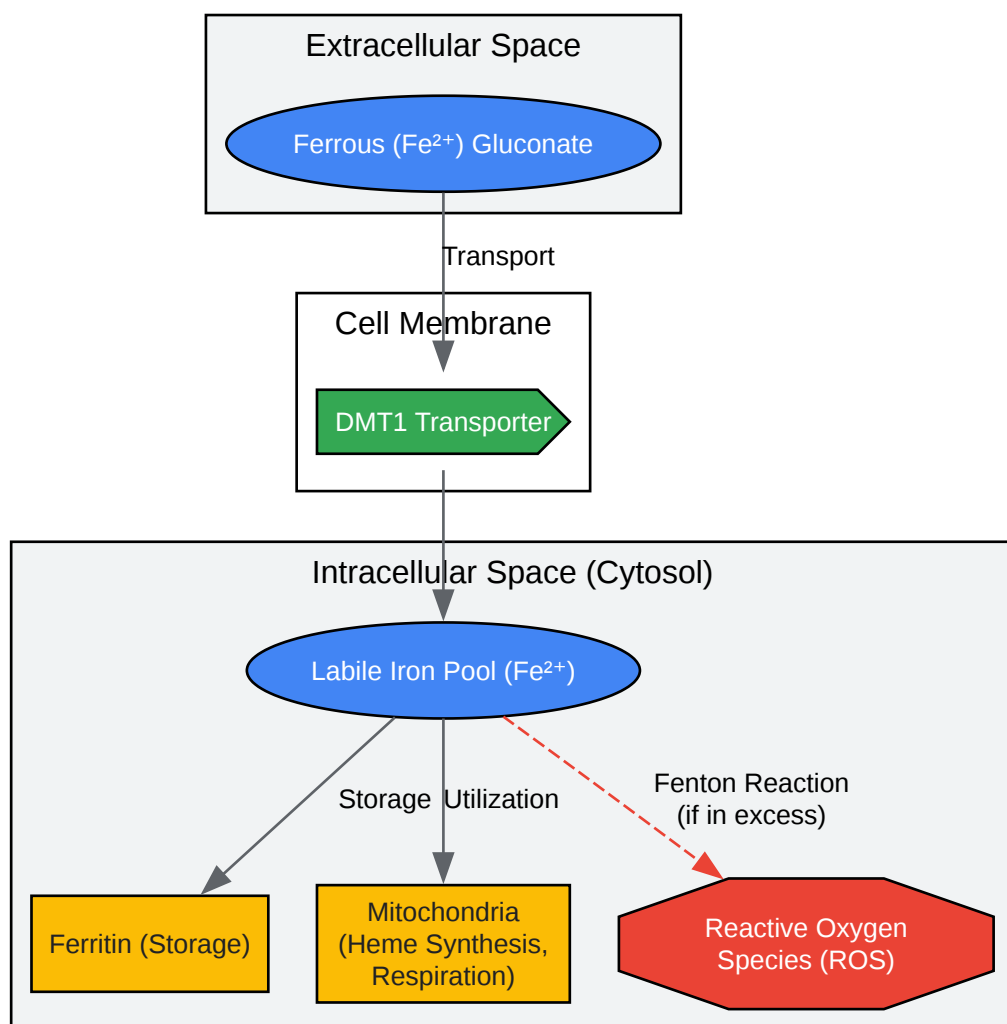 Extracellular Space
Ferrous (Fe²⁺) Gluconate
Transport
Cell Membrane
DMT1 Transporter
Intracellular Space (Cytosol)
Labile Iron Pool (Fe²⁺)
Storage
Utilization
Fenton Reaction
(if in excess)
Ferritin (Storage)
Mitochondria
(Heme Synthesis,
Respiration)
Reactive Oxygen
Species (ROS)